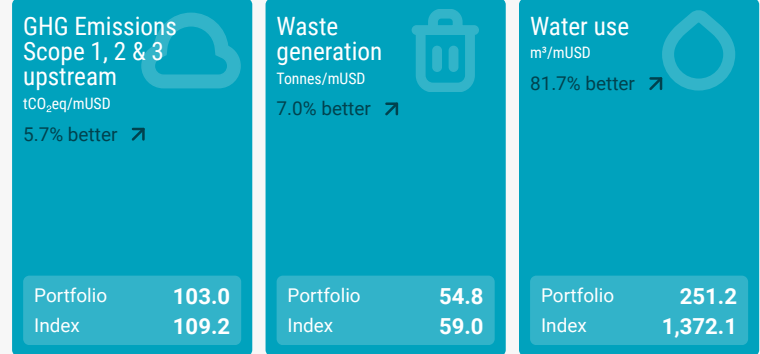 GHG Emissions
Scope 1, 2 & 3
upstream
tCO₂eq/mUSD
5.7% better
Portfolio 103.0
Index 109.2
Waste
generation
Tonnes/mUSD
7.0% better
Portfolio 54.8
Index 59.0
Water use
m³/mUSD
81.7% better
Portfolio 251.2
Index 1,372.1